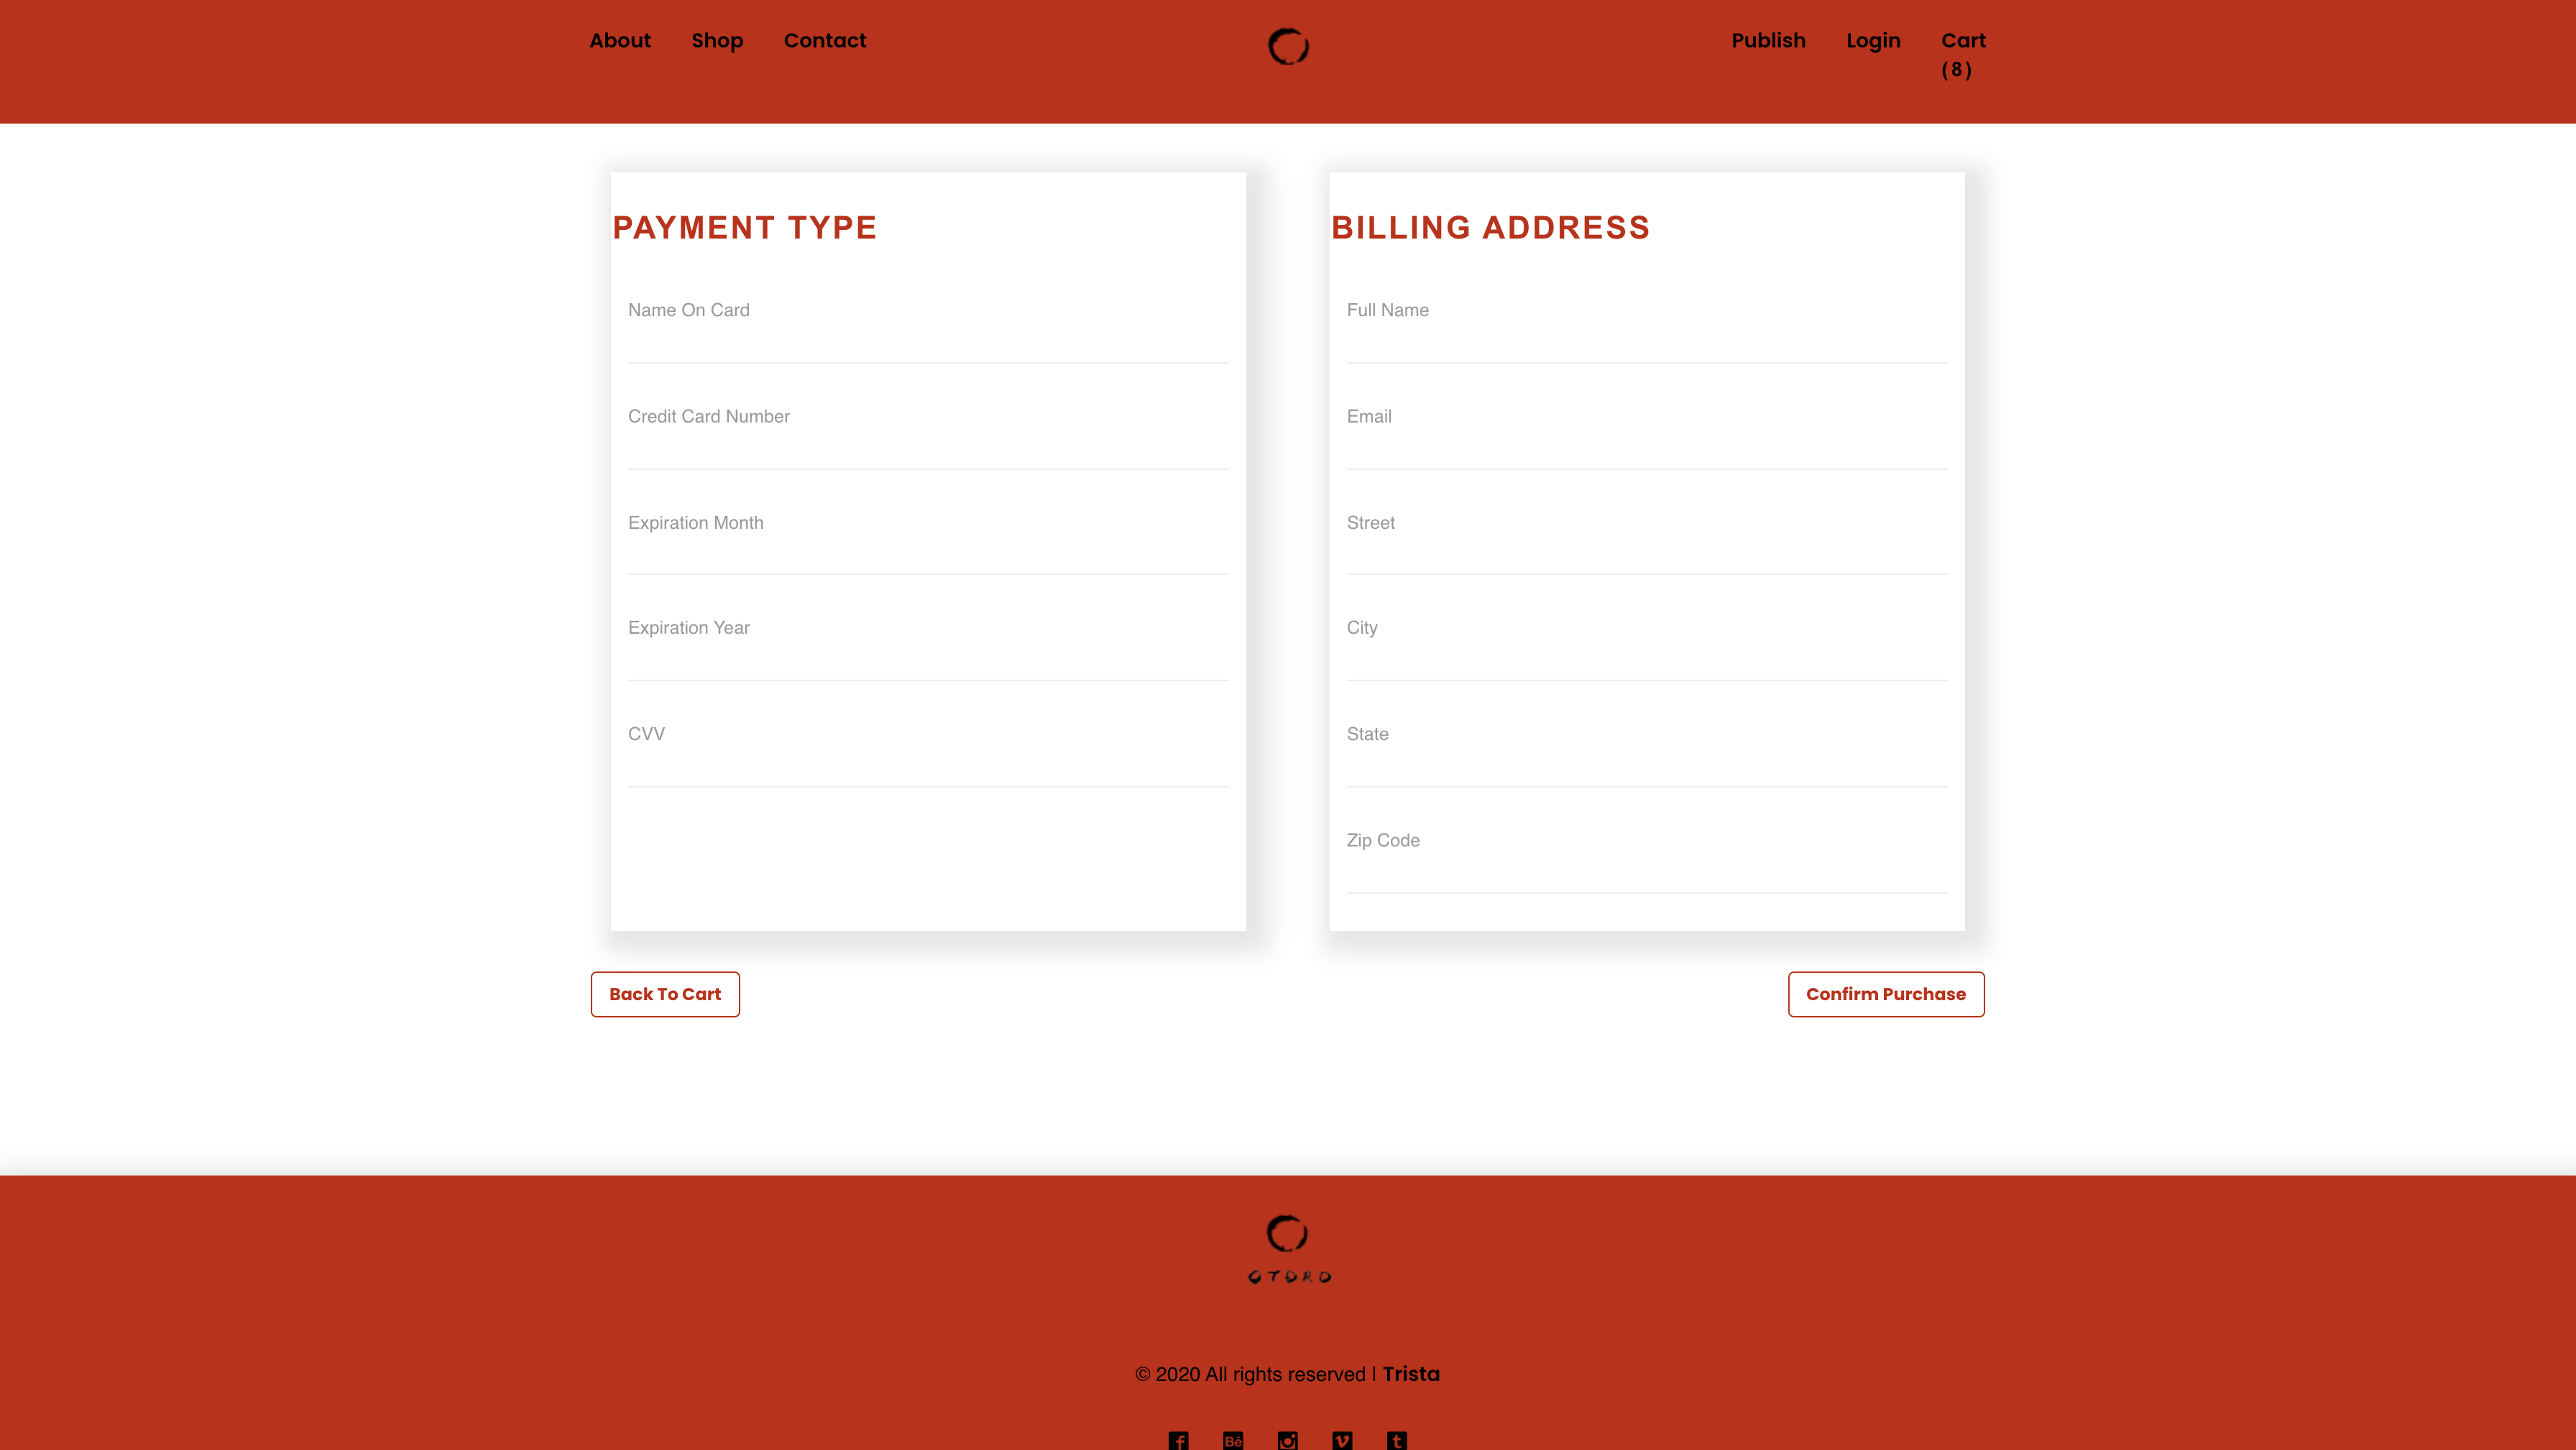 About Shop Contact Publish Login Cart
(8)
PAYMENT TYPE
Name On Card
Credit Card Number
Expiration Month
Expiration Year
CVV
BILLING ADDRESS
Full Name
Email
Street
City
State
Zip Code
Back To Cart
Confirm Purchase
OTORO
© 2020 All rights reserved | Trista